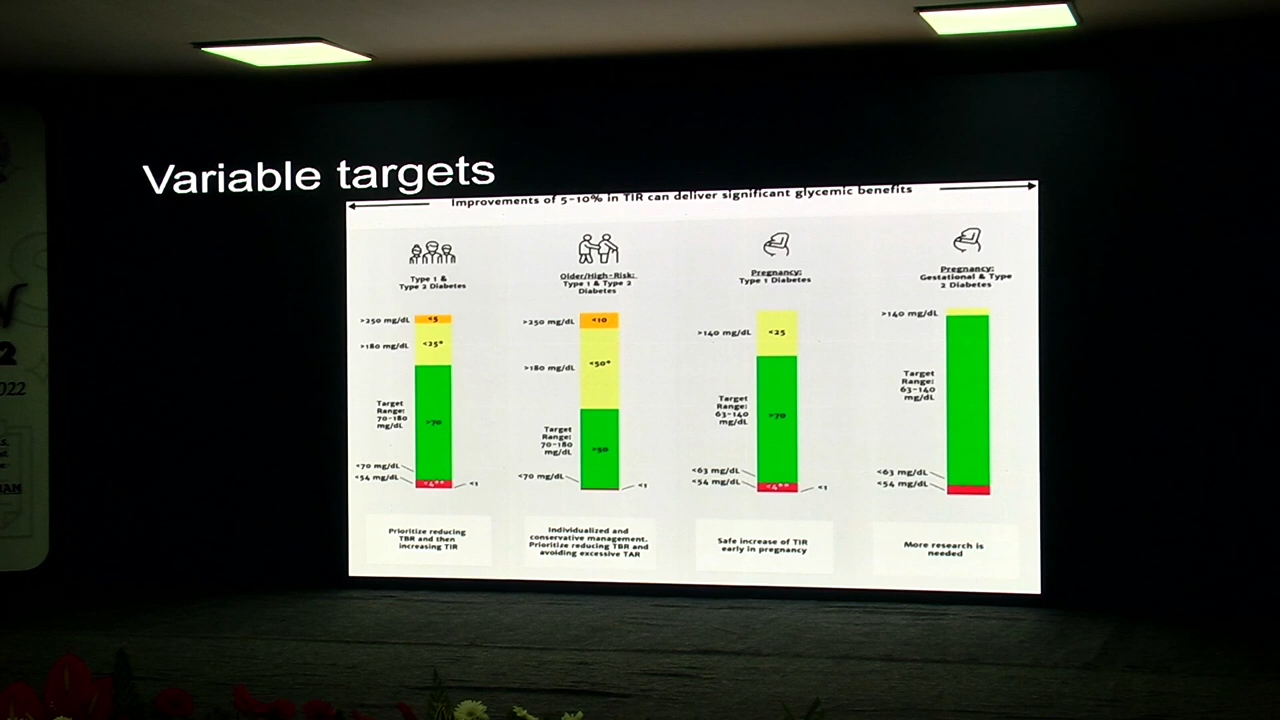 Variable targets
Improvements of 5-10% in TIR can deliver significant glycemic benefits
Type 1 &
Type 2 Diabetes
>250 mg/dL
<5
>180 mg/dL
<25*
Target
Range:
70-180
mg/dL
>70
<70 mg/dL
<54 mg/dL
<4**
<1
Prioritize reducing
TBR and then
increasing TIR
Older/High-Risk:
Type 1 & Type 2
Diabetes
>250 mg/dL
<10
>180 mg/dL
<50*
Target
Range:
70-180
mg/dL
>50
<70 mg/dL
<1
Individualized and
conservative management.
Prioritize reducing TBR and
avoiding excessive TAR
Pregnancy:
Type 1 Diabetes
>140 mg/dL
<25
Target
Range:
63-140
mg/dL
>70
<63 mg/dL
<54 mg/dL
<4**
<1
Safe increase of TIR
early in pregnancy
Pregnancy:
Gestational & Type
2 Diabetes
>140 mg/dL
Target
Range:
63-140
mg/dL
<63 mg/dL
<54 mg/dL
More research is
needed
2
022